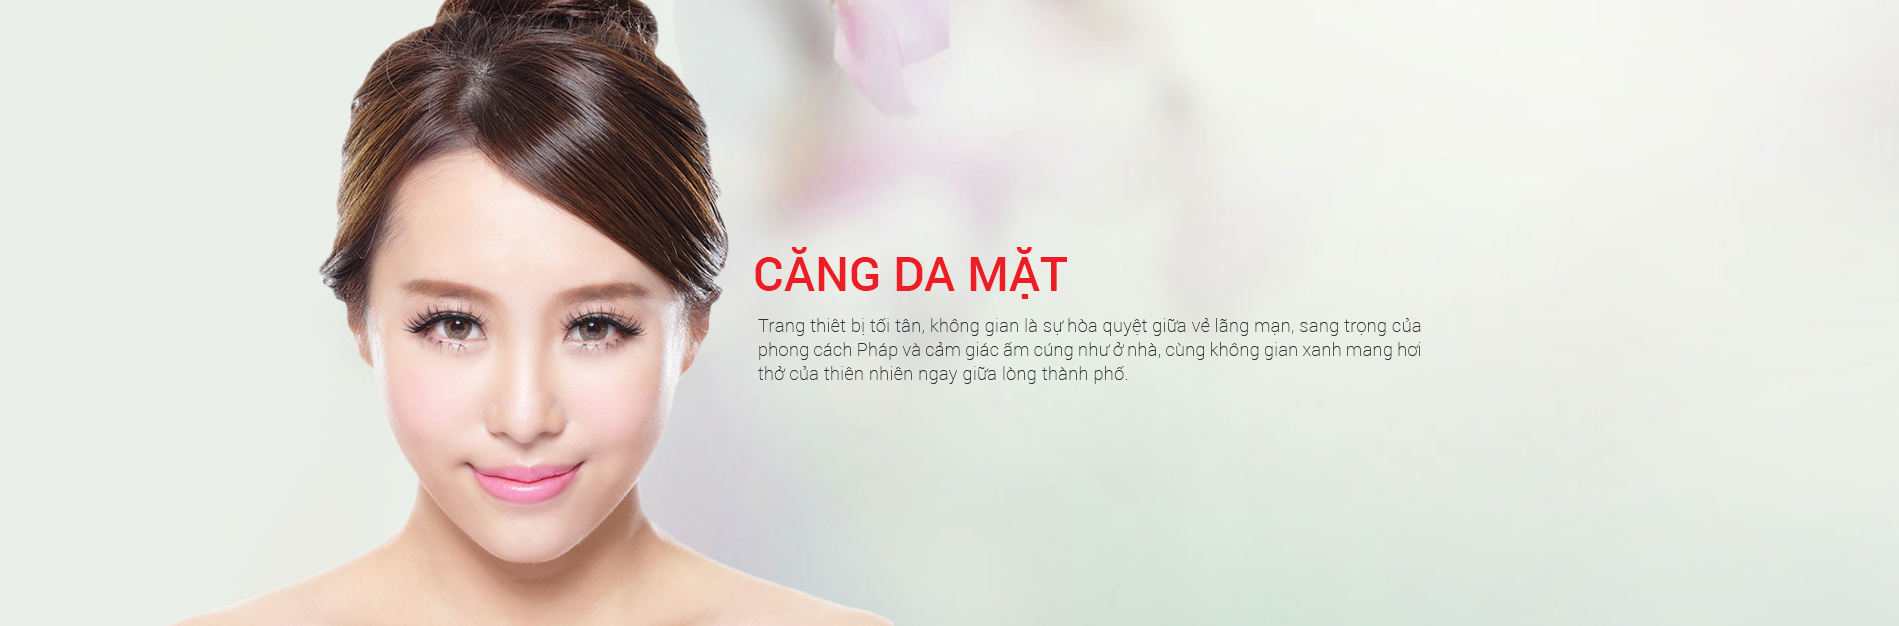 CĂNG DA MẶT
Trang thiêt bị tối tân, không gian là sự hòa quyệt giữa vẻ lãng mạn, sang trọng của
phong cách Pháp và cảm giác ấm cúng như ở nhà, cùng không gian xanh mang hơi
thở của thiên nhiên ngay giữa lòng thành phố.